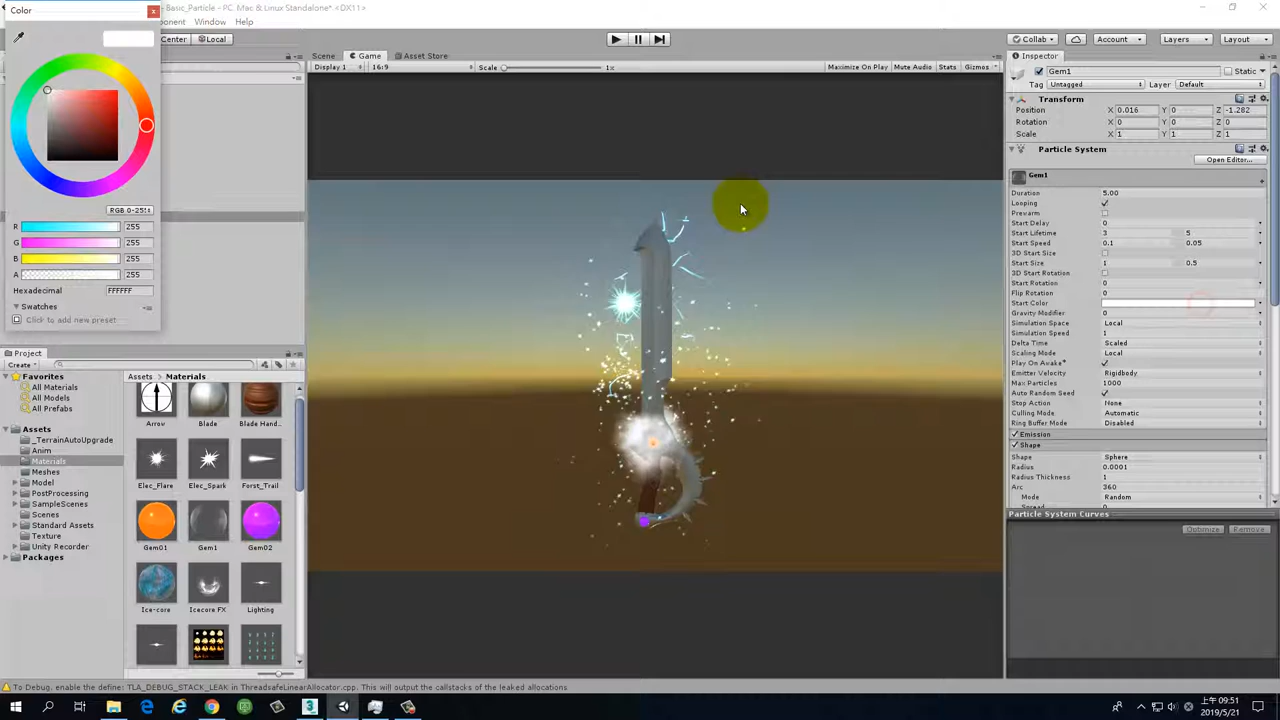 Color
Basic_Particle - PC, Mac & Linux Standalone* <DX11>
Window
Help
Center
Local
Collab
Account
Layers
Layout
Scene
Game
Asset Store
Display 1
16:9
Scale
1x
Maximize On Play
Mute Audio
Stats
Gizmos
Inspector
Gem1
Static
Tag
Untagged
Layer
Default
Transform
Position
X
0.016
Y
0
Z
-1.282
Rotation
X
0
Y
0
Z
0
Scale
X
1
Y
1
Z
1
Particle System
Open Editor...
Gem1
Duration
5.00
Looping
Prewarm
Start Delay
0
Start Lifetime
3
5
Start Speed
0.1
0.05
3D Start Size
Start Size
1
0.5
3D Start Rotation
Start Rotation
0
Flip Rotation
0
Start Color
Gravity Modifier
0
Simulation Space
Local
Simulation Speed
1
Delta Time
Scaled
Scaling Mode
Local
Play On Awake*
Emitter Velocity
Rigidbody
Max Particles
1000
Auto Random Seed
Stop Action
None
Culling Mode
Automatic
Ring Buffer Mode
Disabled
Emission
Shape
Shape
Sphere
Radius
0.0001
Radius Thickness
1
Arc
360
Mode
Random
Spread
0
Particle System Curves
Optimize
Remove
RGB 0-255
R
255
G
255
B
255
A
255
Hexadecimal
FFFFFF
Swatches
Click to add new preset
Project
Create
Favorites
All Materials
All Models
All Prefabs
Assets
_TerrainAutoUpgrade
Anim
Materials
Meshes
Model
PostProcessing
SampleScenes
Scenes
Standard Assets
Texture
Unity Recorder
Packages
Assets
Materials
Arrow
Blade
Blade Hand..
Elec_Flare
Elec_Spark
Forst_Trail
Gem01
Gem1
Gem02
Ice-core
Icecore FX
Lighting
To Debug, enable the define: TLA_DEBUG_STACK_LEAK in ThreadsafeLinearAllocator.cpp. This will output the callstacks of the leaked allocations
上午 09:51
2019/5/21